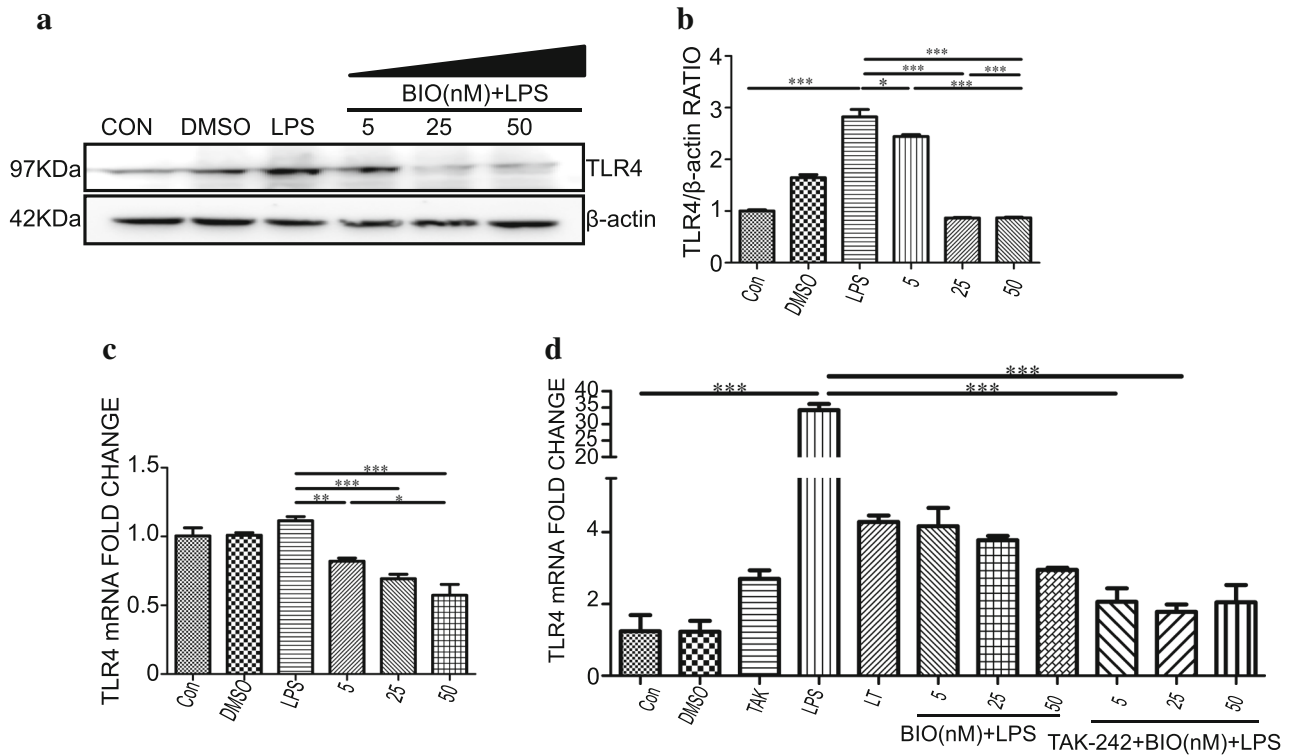 a
BIO(nM)+LPS
CON DMSO LPS 5 25 50
97KDa TLR4
42KDa β-actin
b
TLR4/β-actin RATIO
4
3
2
1
0
*** 
*** ***
*** * ***
Con DMSO LPS 5 25 50
c
TLR4 mRNA FOLD CHANGE
1.5
1.0
0.5
0
***
***
** *
Con DMSO LPS 5 25 50
d
TLR4 mRNA FOLD CHANGE
40
35
30
25
20
4
2
0
***
*** ***
Con DMSO TAK LPS LT 5 25 50 5 25 50
BIO(nM)+LPS TAK-242+BIO(nM)+LPS